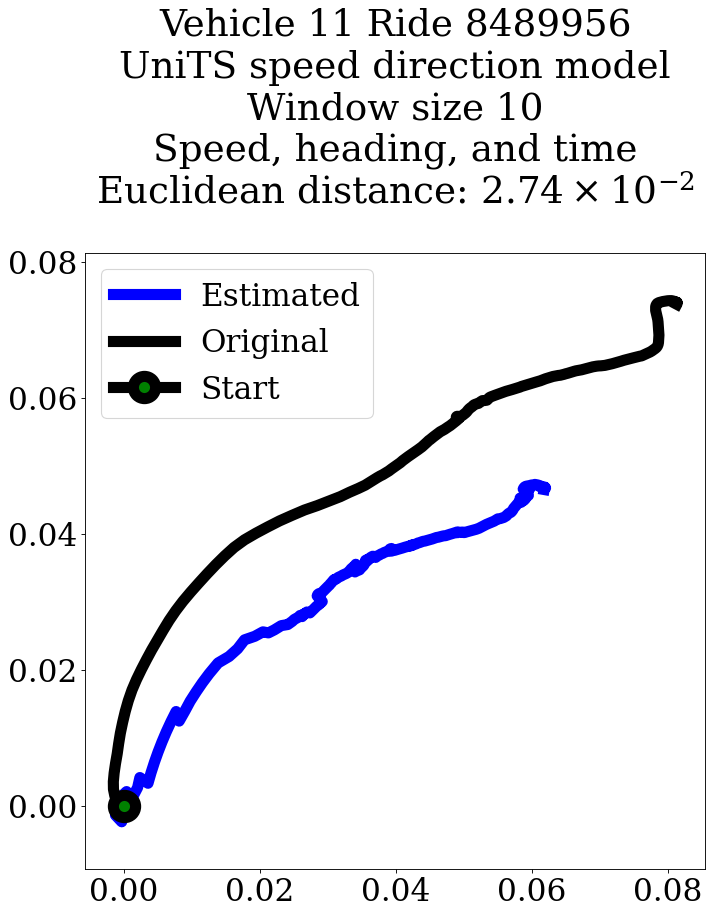 Vehicle 11 Ride 8489956
UniTS speed direction model
Window size 10
Speed, heading, and time
Euclidean distance: 2.74 × 10⁻²
Estimated
Original
Start
0.08
0.06
0.04
0.02
0.00
0.00 0.02 0.04 0.06 0.08